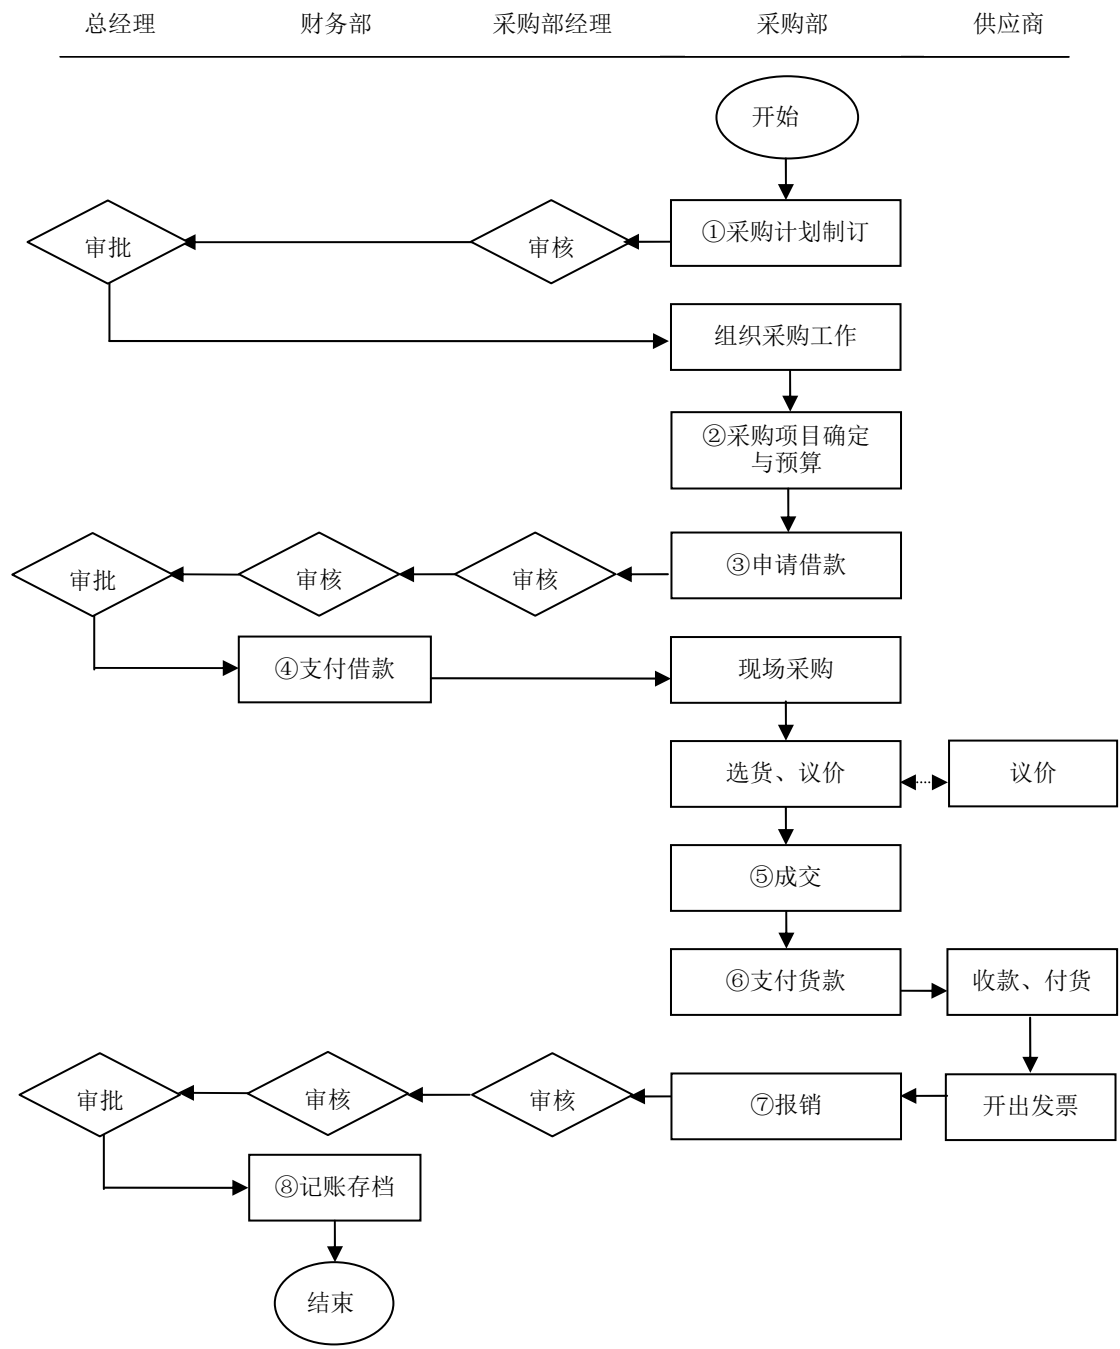 总经理
财务部
采购部经理
采购部
供应商
开始
①采购计划制订
审核
审批
组织采购工作
②采购项目确定
与预算
③申请借款
审核
审核
审批
④支付借款
现场采购
选货、议价
议价
⑤成交
⑥支付货款
收款、付货
开出发票
⑦报销
审核
审核
审批
⑧记账存档
结束